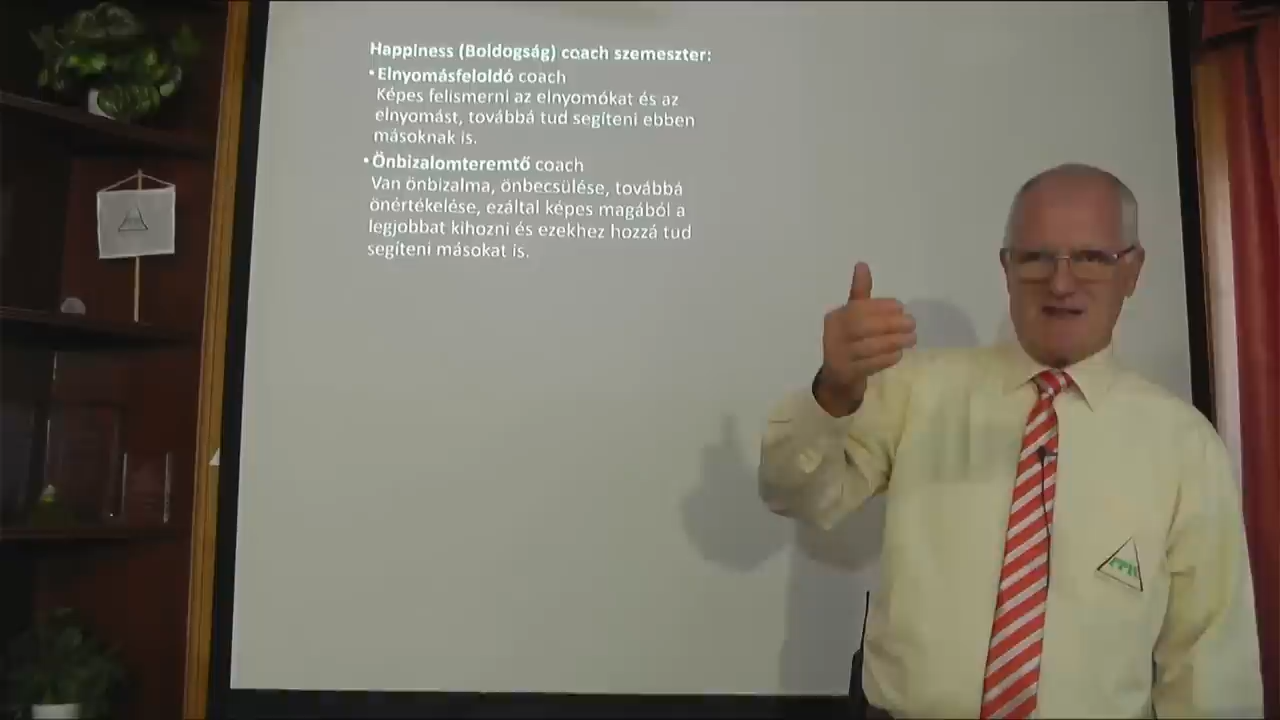 Happiness (Boldogság) coach szemeszter:
•Elnyomásfeloldó coach
Képes felismerni az elnyomókat és az
elnyomást, továbbá tud segíteni ebben
másoknak is.
•Önbizalomteremtő coach
Van önbizalma, önbecsülése, továbbá
önértékelése, ezáltal képes magából a
legjobbat kihozni és ezekhez hozzá tud
segíteni másokat is.